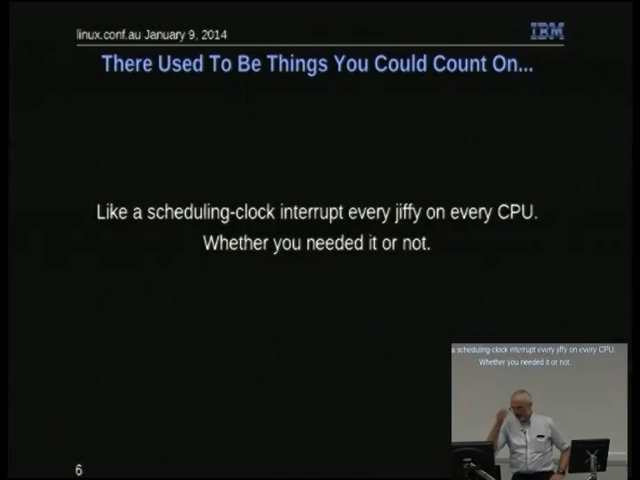 linux.conf.au January 9, 2014
IBM
There Used To Be Things You Could Count On...
Like a scheduling-clock interrupt every jiffy on every CPU.
Whether you needed it or not.
a scheduling-clock interrupt every jiffy on every CPU.
Whether you needed it or not.
6